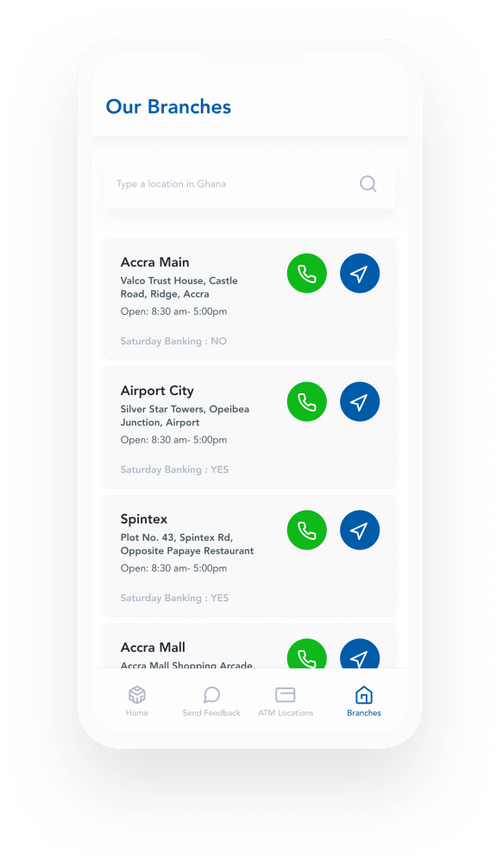 Our Branches
Type a location in Ghana
Accra Main
Valco Trust House, Castle
Road, Ridge, Accra
Open: 8:30 am- 5:00pm
Saturday Banking : NO
Airport City
Silver Star Towers, Opeibea
Junction, Airport
Open: 8:30 am- 5:00pm
Saturday Banking : YES
Spintex
Plot No. 43, Spintex Rd,
Opposite Papaye Restaurant
Open: 8:30 am- 5:00pm
Saturday Banking : YES
Accra Mall
Accra Mall Shopping Arcade,
Home
Send Feedback
ATM Locations
Branches